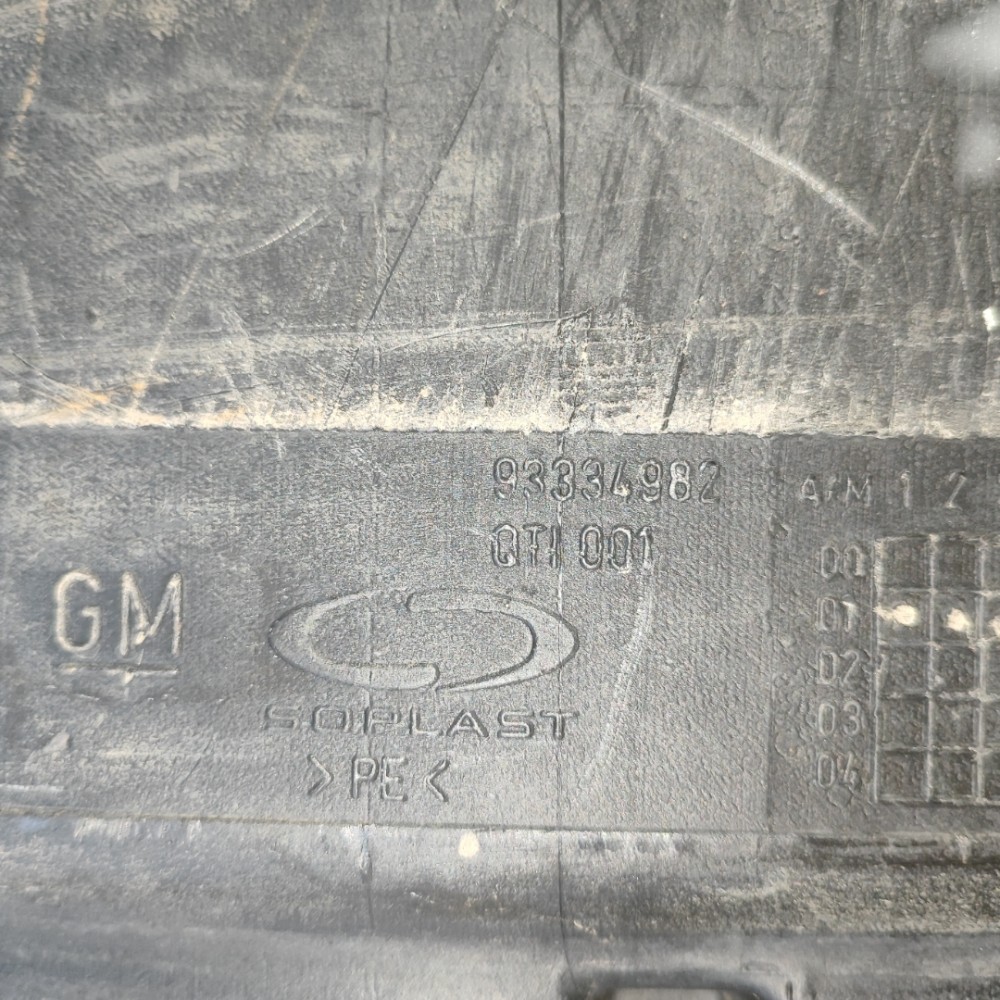 93334982
QTI 001
GM
SOPLAST
>PE<
A/M 1 2
00
01
02
03
04